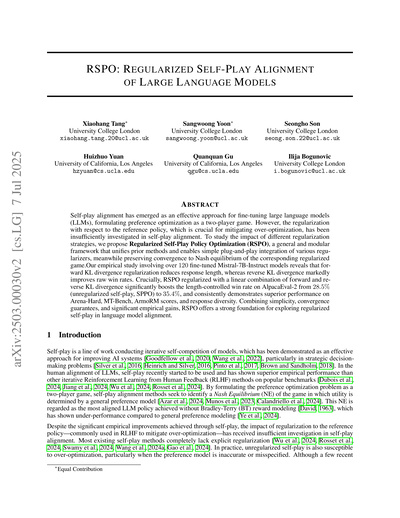 RSPO: REGULARIZED SELF-PLAY ALIGNMENT
OF LARGE LANGUAGE MODELS
Xiaohang Tang* Sangwoong Yoon* Seongho Son
University College London University College London University College London
xiaohang.tang.20@ucl.ac.uk sangwoong.yoon@ucl.ac.uk seong.son.22@ucl.ac.uk
Huizhuo Yuan Quanquan Gu Ilija Bogunovic
University of California, Los Angeles University of California, Los Angeles University College London
hzyuan@cs.ucla.edu qgu@cs.ucla.edu i.bogunovic@ucl.ac.uk
arXiv:2503.00030v2 [cs.LG] 7 Jul 2025
ABSTRACT
Self-play alignment has emerged as an effective approach for fine-tuning large language models
(LLMs), formulating preference optimization as a two-player game. However, the regularization
with respect to the reference policy, which is crucial for mitigating over-optimization, has been
insufficiently investigated in self-play alignment. To study the impact of different regularization
strategies, we propose Regularized Self-Play Policy Optimization (RSPO), a general and modular
framework that unifies prior methods and enables simple plug-and-play integration of various regu-
larizers, meanwhile preserving convergence to Nash equilibrium of the corresponding regularized
game.Our empirical study involving over 120 fine-tuned Mistral-7B-Instruct models reveals that for-
ward KL divergence regularization reduces response length, whereas reverse KL divergence markedly
improves raw win rates. Crucially, RSPO regularized with a linear combination of forward and re-
verse KL divergence significantly boosts the length-controlled win rate on AlpacaEval-2 from 28.5%
(unregularized self-play, SPPO) to 35.4%, and consistently demonstrates superior performance on
Arena-Hard, MT-Bench, ArmoRM scores, and response diversity. Combining simplicity, convergence
guarantees, and significant empirical gains, RSPO offers a strong foundation for exploring regularized
self-play in language model alignment.
1 Introduction
Self-play is a line of work conducting iterative self-competition of models, which has been demonstrated as an effective
approach for improving AI systems [Goodfellow et al., 2020, Wang et al., 2022], particularly in strategic decision-
making problems [Silver et al., 2016, Heinrich and Silver, 2016, Pinto et al., 2017, Brown and Sandholm, 2018]. In the
human alignment of LLMs, self-play recently started to be used and has shown superior empirical performance than
other iterative Reinforcement Learning from Human Feedback (RLHF) methods on popular benchmarks [Dubois et al.,
2024, Jiang et al., 2024, Wu et al., 2024, Rosset et al., 2024]. By formulating the preference optimization problem as a
two-player game, self-play alignment methods seek to identify a Nash Equilibrium (NE) of the game in which utility is
determined by a general preference model [Azar et al., 2024, Munos et al., 2023, Calandriello et al., 2024]. This NE is
regarded as the most aligned LLM policy achieved without Bradley-Terry (BT) reward modeling [David, 1963], which
has shown under-performance compared to general preference modeling [Ye et al., 2024].
Despite the significant empirical improvements achieved through self-play, the impact of regularization to the reference
policy—commonly used in RLHF to mitigate over-optimization—has received insufficient investigation in self-play
alignment. Most existing self-play methods completely lack explicit regularization [Wu et al., 2024, Rosset et al.,
2024, Swamy et al., 2024, Wang et al., 2024a, Gao et al., 2024]. In practice, unregularized self-play is also susceptible
to over-optimization, particularly when the preference model is inaccurate or misspecified. Although a few recent
*Equal Contribution